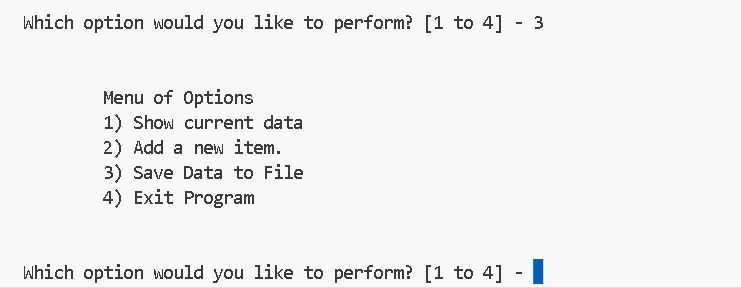 Which option would you like to perform? [1 to 4] - 3
Menu of Options
1) Show current data
2) Add a new item.
3) Save Data to File
4) Exit Program
Which option would you like to perform? [1 to 4] -